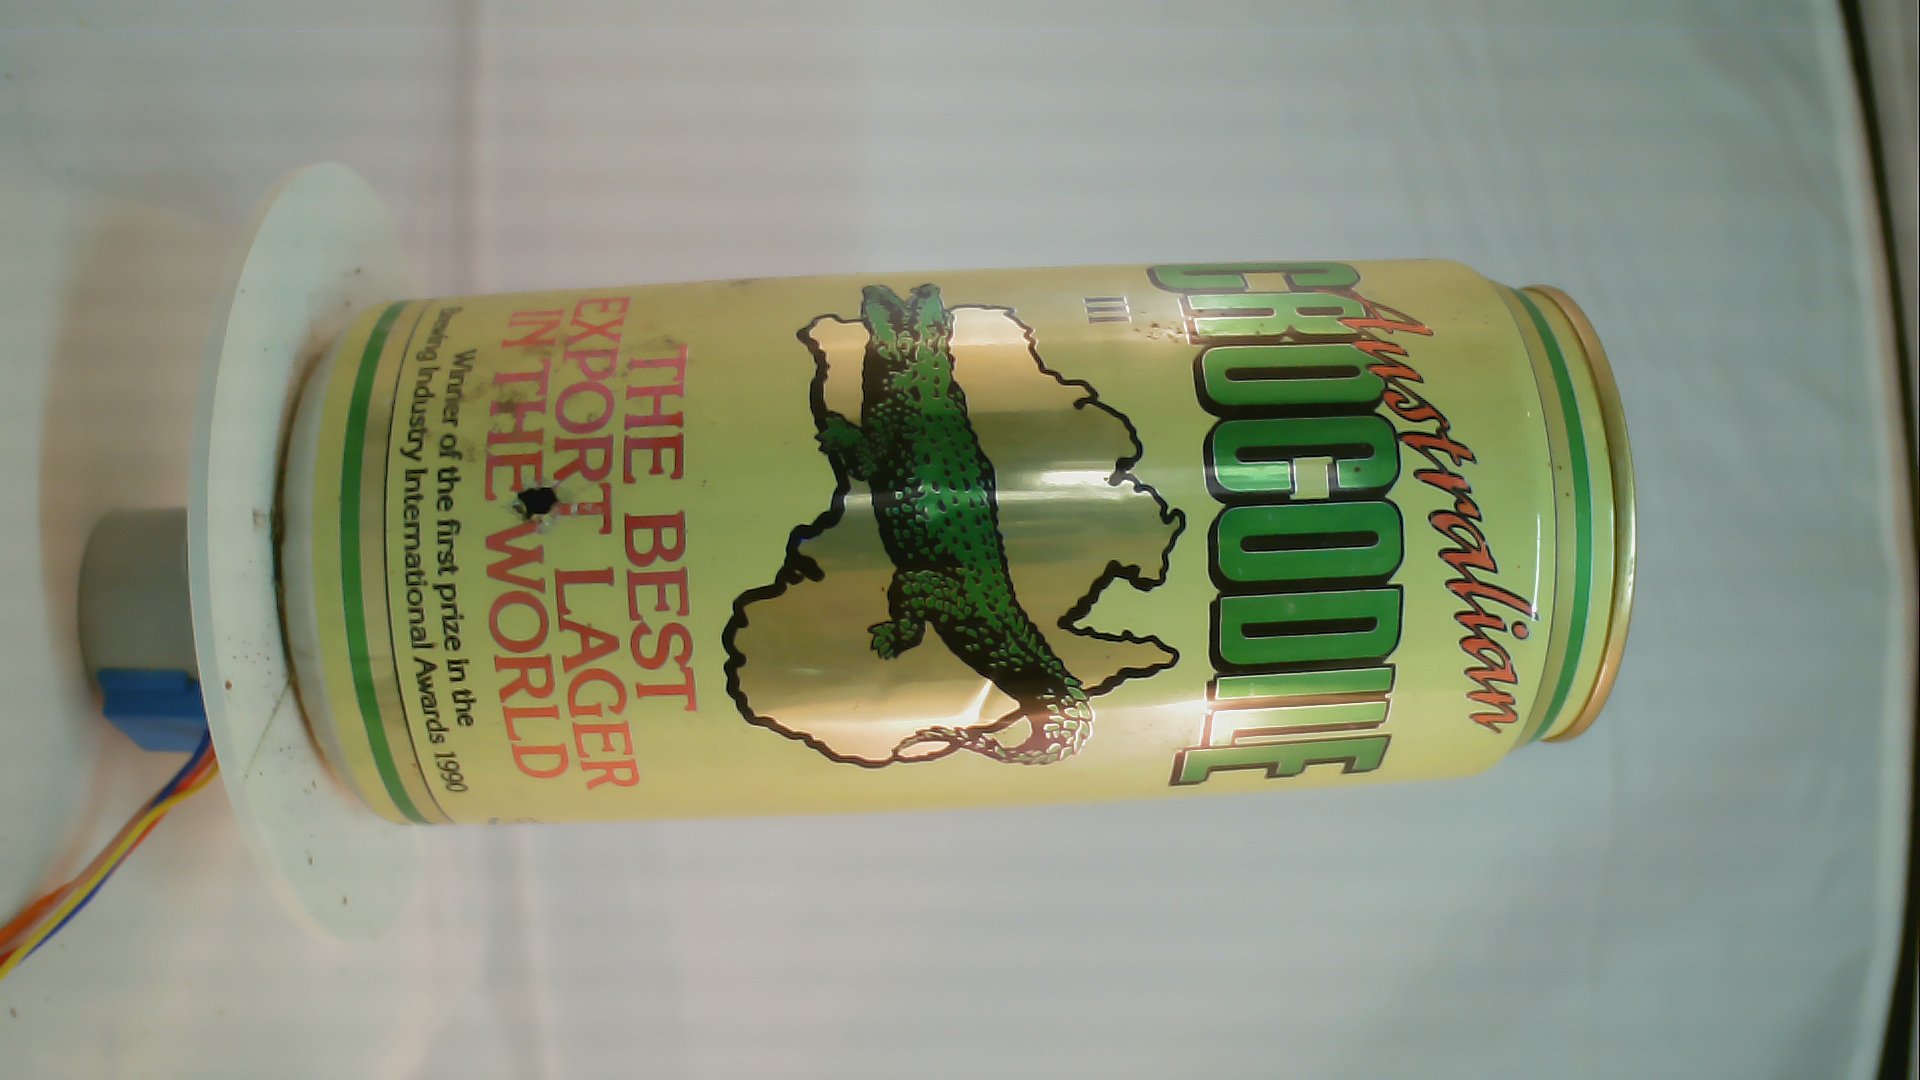 Australian
CROCODILE
THE BEST
EXPORT LAGER
IN THE WORLD
Winner of the first prize in the
Brewing Industry International Awards 1990